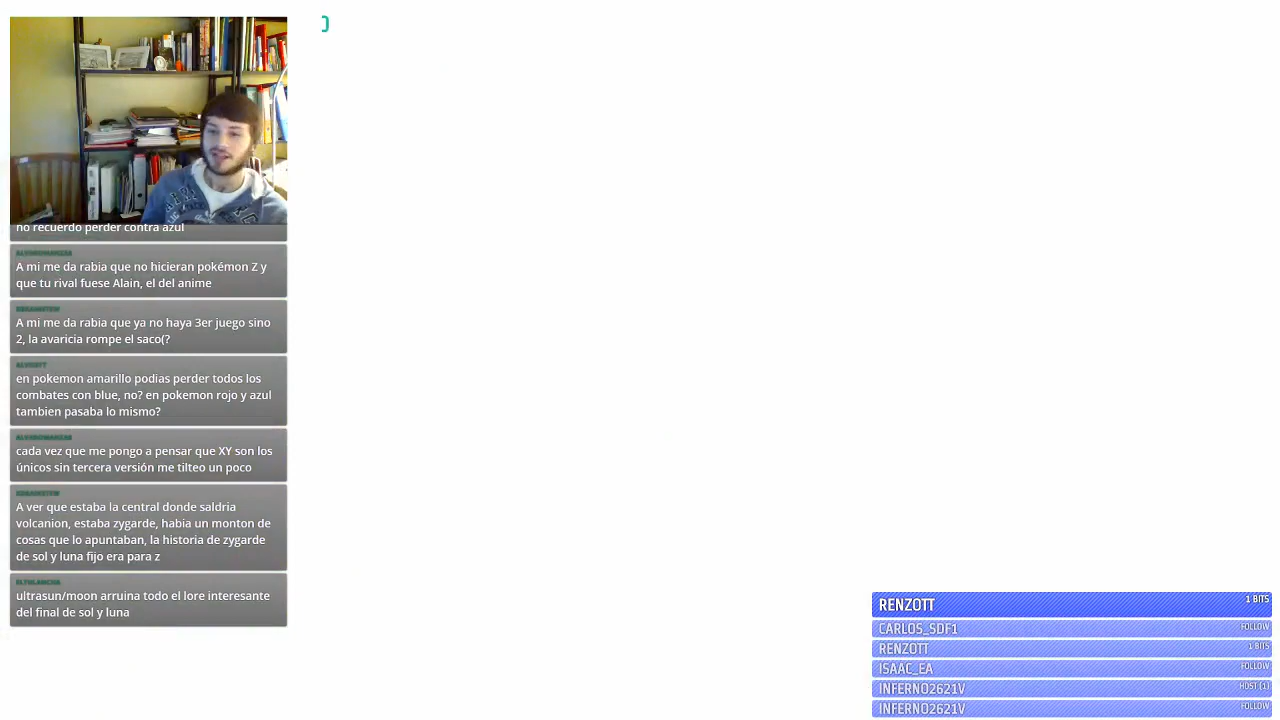 no recuerdo perder contra azul
A mi me da rabia que no hicieran pokémon Z y
que tu rival fuese Alain, el del anime
A mi me da rabia que ya no haya 3er juego sino
2, la avaricia rompe el saco(?
en pokemon amarillo podias perder todos los
combates con blue, no? en pokemon rojo y azul
tambien pasaba lo mismo?
cada vez que me pongo a pensar que XY son los
únicos sin tercera versión me tilteo un poco
A ver que estaba la central donde saldria
volcanion, estaba zygarde, habia un monton de
cosas que lo apuntaban, la historia de zygarde
de sol y luna fijo era para z
ultrasun/moon arruina todo el lore interesante
del final de sol y luna
RENZOTT 1 BITS
CARLOS_SDF1 FOLLOW
RENZOTT 1 BITS
ISAAC_EA FOLLOW
INFERNO2621V HOST (1)
INFERNO2621V FOLLOW